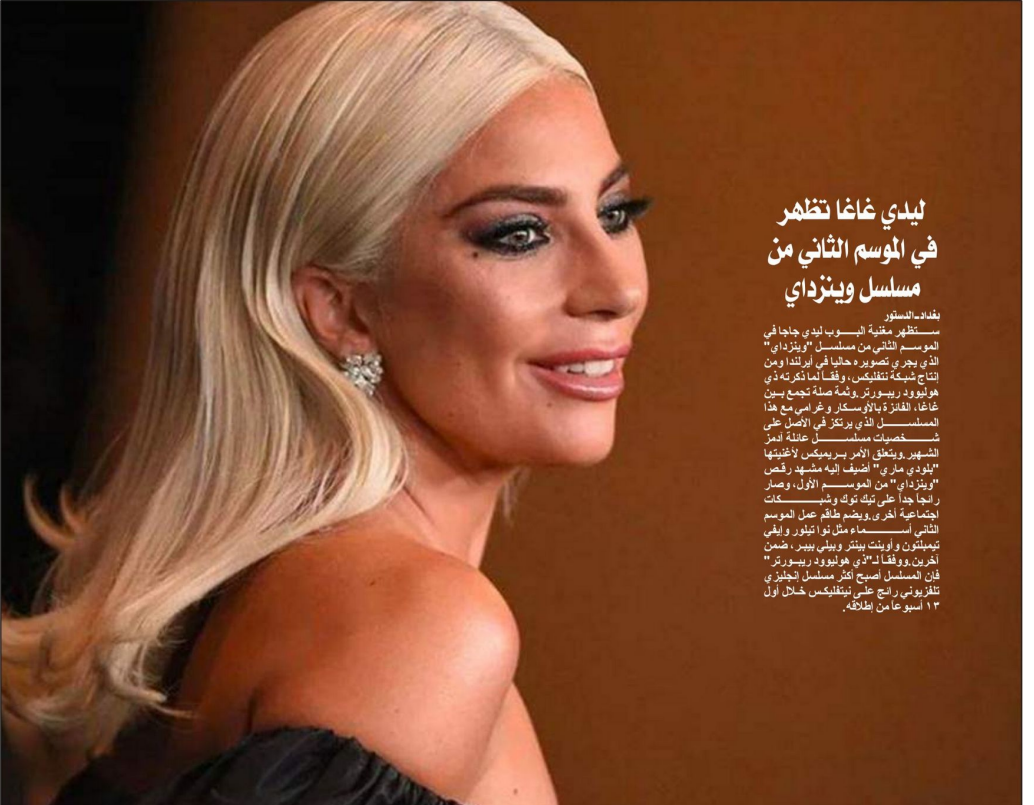 ليدي غاغا تظهر
في الموسم الثاني من
مسلسل وينزداي
بغداد ـ الدستور
ستظهر مغنية البوب ليدي جاجا في
الموسم الثاني من مسلسل "وينزداي"
الذي يجري تصويره حاليا في أيرلندا ومن
إنتاج شبكة نتفليكس، وفقاً لما ذكرته ذي
هوليوود ريبورتر.وثمة صلة تجمع بين
غاغا، الفائزة بالأوسكار وغرامي مع هذا
المسلسل الذي يرتكز في الأصل على
شخصيات مسلسل عائلة آدمز
الشهير.ويتعلق الأمر بريميكس لأغنيتها
"بلودي ماري" أضيف إليه مشهد رقص
"وينزداي" من الموسم الأول، وصار
رائجاً جداً على تيك توك وشبكات
اجتماعية أخرى.ويضم طاقم عمل الموسم
الثاني أسماء مثل نوا تيلور وإيفي
تيمبلتون وأوينت بينتر وبيلي بيبر، ضمن
آخرين.ووفقاً لـ"ذي هوليوود ريبورتر"
فإن المسلسل أصبح أكثر مسلسل إنجليزي
تلفزيوني رائج على نيتفليكس خلال أول
١٣ أسبوعاً من إطلاقه.